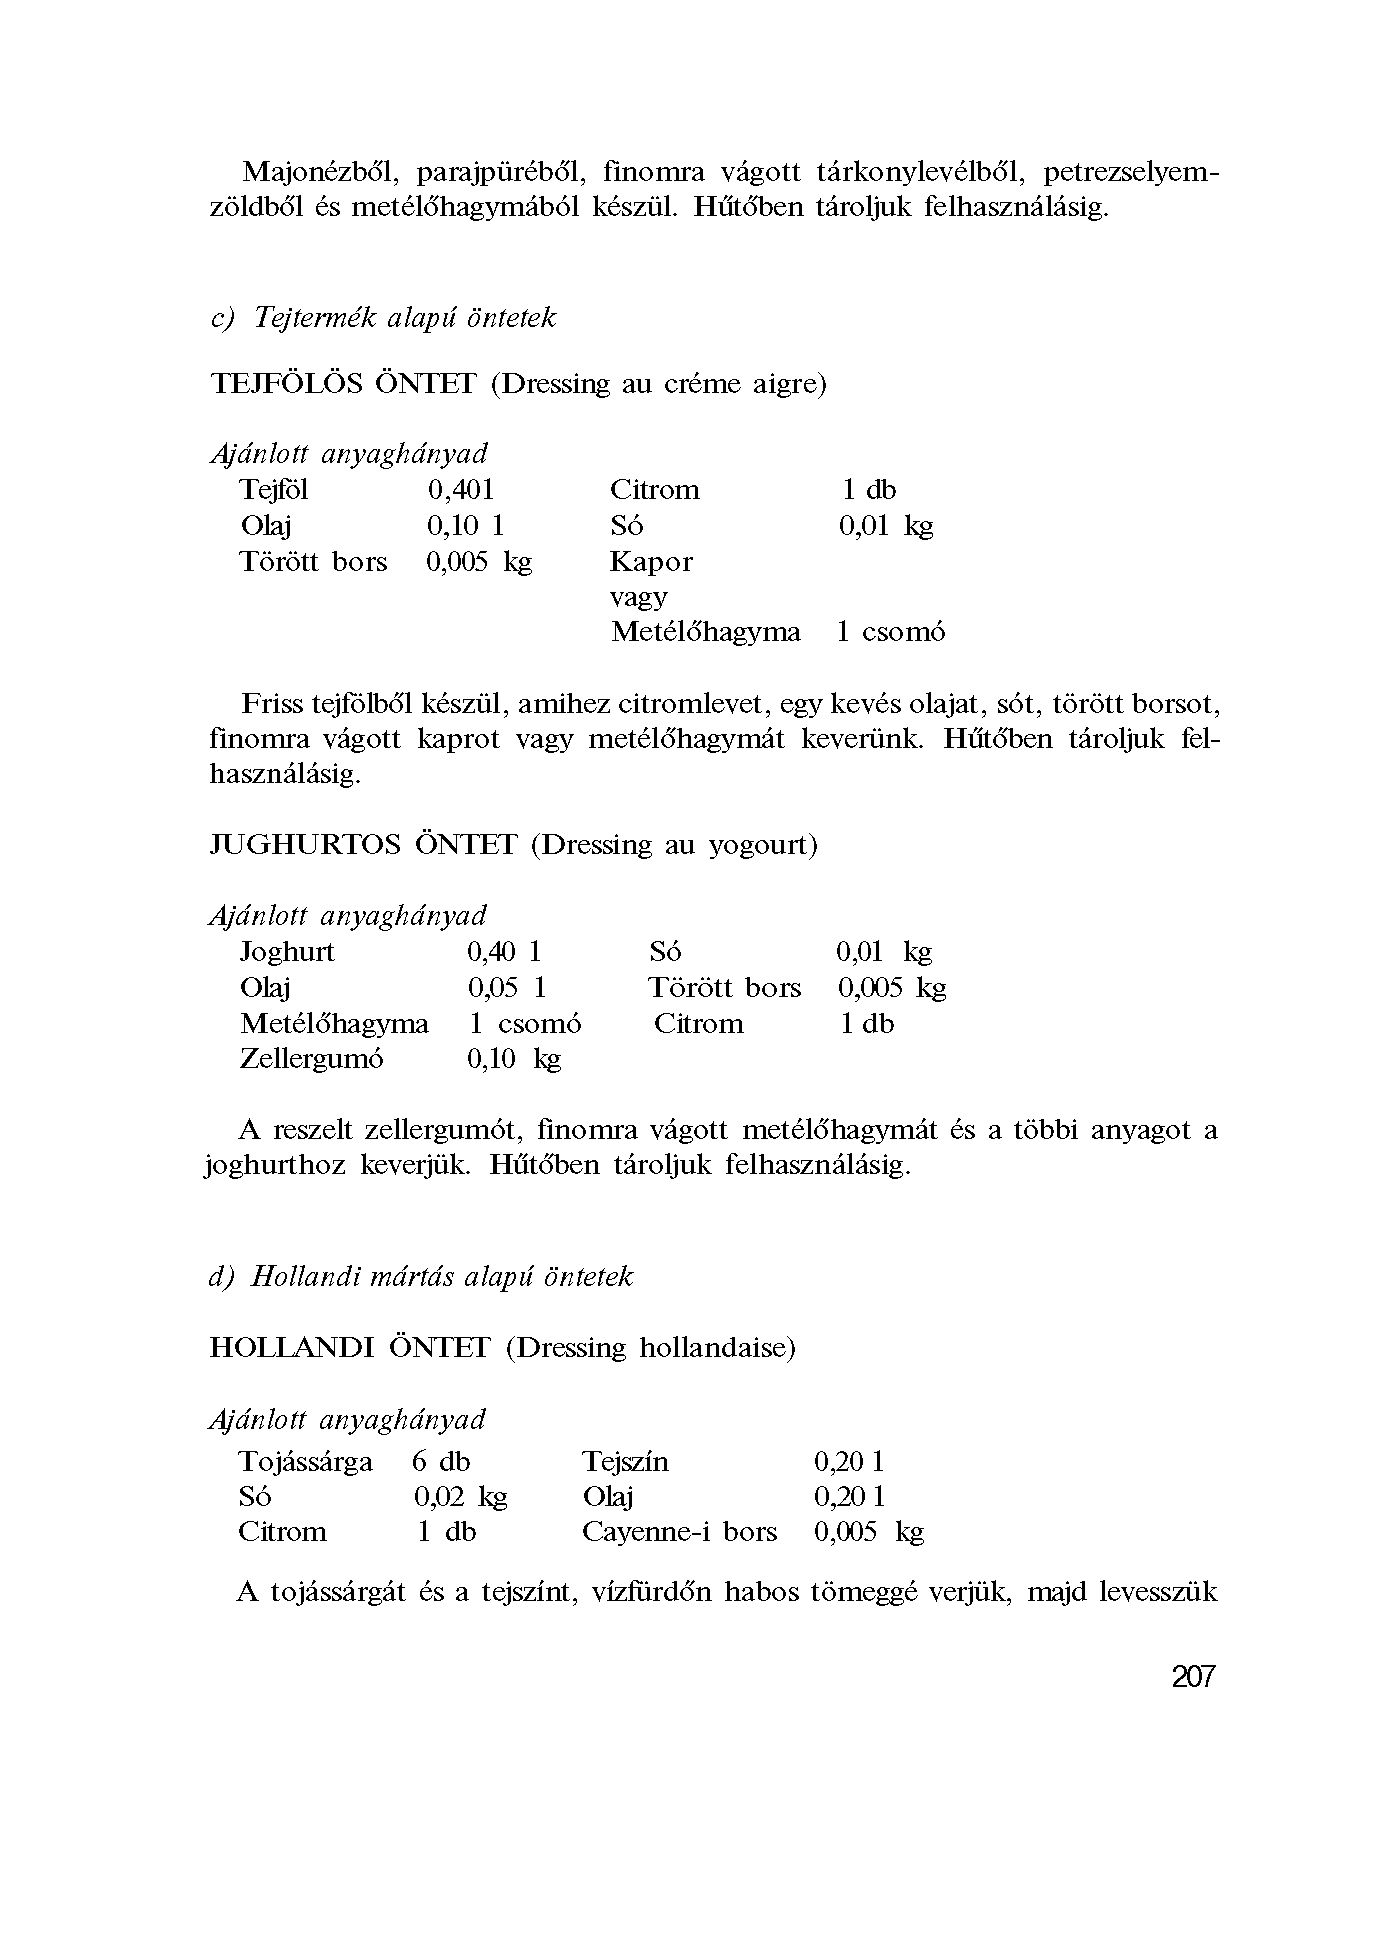 Majonézből, parajpüréből, finomra vágott tárkonylevélből, petrezselyem-
zöldből és metélőhagymából készül. Hűtőben tároljuk felhasználásig.
c) Tejtermék alapú öntetek
TEJFÖLÖS ÖNTET (Dressing au créme aigre)
Ajánlott anyaghányad
Tejföl 0,401 Citrom 1 db
Olaj 0,10 1 Só 0,01 kg
Törött bors 0,005 kg Kapor
vagy
Metélőhagyma 1 csomó
Friss tejfölből készül, amihez citromlevet, egy kevés olajat, sót, törött borsot,
finomra vágott kaprot vagy metélőhagymát keverünk. Hűtőben tároljuk fel-
használásig.
JUGHURTOS ÖNTET (Dressing au yogourt)
Ajánlott anyaghányad
Joghurt 0,40 1 Só 0,01 kg
Olaj 0,05 1 Törött bors 0,005 kg
Metélőhagyma 1 csomó Citrom 1 db
Zellergumó 0,10 kg
A reszelt zellergumót, finomra vágott metélőhagymát és a többi anyagot a
joghurthoz keverjük. Hűtőben tároljuk felhasználásig.
d) Hollandi mártás alapú öntetek
HOLLANDI ÖNTET (Dressing hollandaise)
Ajánlott anyaghányad
Tojássárga 6 db Tejszín 0,20 1
Só 0,02 kg Olaj 0,20 1
Citrom 1 db Cayenne-i bors 0,005 kg
A tojássárgát és a tejszínt, vízfürdőn habos tömeggé verjük, majd levesszük
207